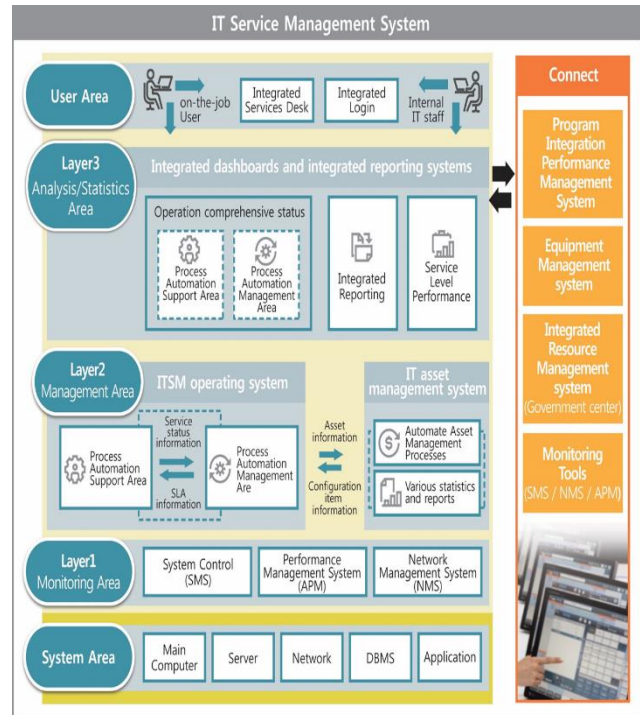 IT Service Management System
User Area
on-the-job
User
Integrated
Services Desk
Integrated
Login
Internal
IT staff
Layer3
Analysis/Statistics
Area
Integrated dashboards and integrated reporting systems
Operation comprehensive status
Process
Automation
Support Area
Process
Automation
Management
Area
Integrated
Reporting
Service
Level
Performance
Layer2
Management Area
ITSM operating system
Process
Automation
Support Area
Service
status
information
SLA
information
Process
Automation
Management
Are
Asset
information
Configuration
item
information
IT asset
management system
Automate Asset
Management
Processes
Various statistics
and reports
Layer1
Monitoring Area
System Control
(SMS)
Performance
Management System
(APM)
Network
Management System
(NMS)
System Area
Main
Computer
Server
Network
DBMS
Application
Connect
Program
Integration
Performance
Management
System
Equipment
Management
system
Integrated
Resource
Management
system
(Government center)
Monitoring
Tools
(SMS / NMS / APM)